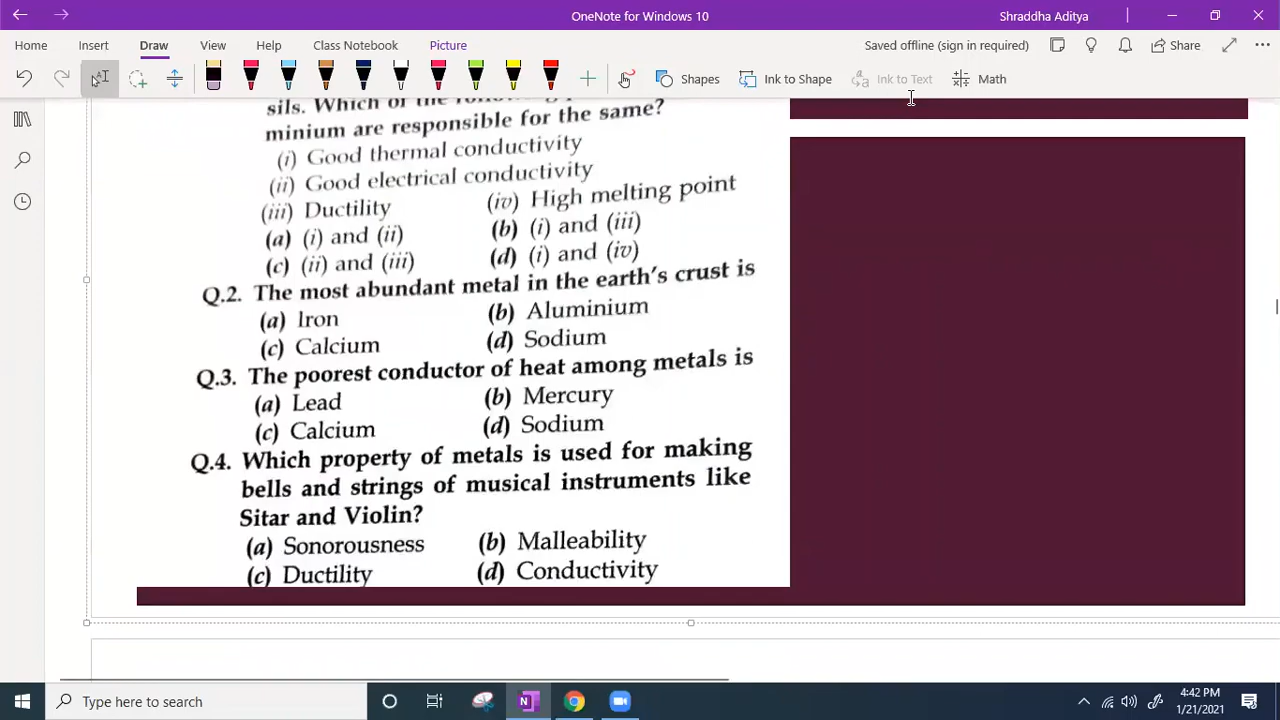 OneNote for Windows 10
Shraddha Aditya
Home Insert Draw View Help Class Notebook Picture
Saved offline (sign in required)
Share
Shapes Ink to Shape Ink to Text Math
sils. Which of the following
minium are responsible for the same?
(i) Good thermal conductivity
(ii) Good electrical conductivity
(iii) Ductility (iv) High melting point
(a) (i) and (ii) (b) (i) and (iii)
(c) (ii) and (iii) (d) (i) and (iv)
Q.2. The most abundant metal in the earth's crust is
(a) Iron (b) Aluminium
(c) Calcium (d) Sodium
Q.3. The poorest conductor of heat among metals is
(a) Lead (b) Mercury
(c) Calcium (d) Sodium
Q.4. Which property of metals is used for making
bells and strings of musical instruments like
Sitar and Violin?
(a) Sonorousness (b) Malleability
(c) Ductility (d) Conductivity
Type here to search
4:42 PM
1/21/2021